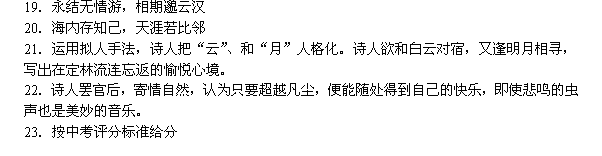 19．永结无情游，相期邈云汉
20．海内存知己，天涯若比邻
21．运用拟人手法，诗人把“云”、和“月”人格化。诗人欲和白云对宿，又逢明月相寻，
写出在定林流连忘返的愉悦心境。
22．诗人罢官后，寄情自然，认为只要超越凡尘，便能随处得到自己的快乐，即使悲鸣的虫
声也是美妙的音乐。
23．按中考评分标准给分